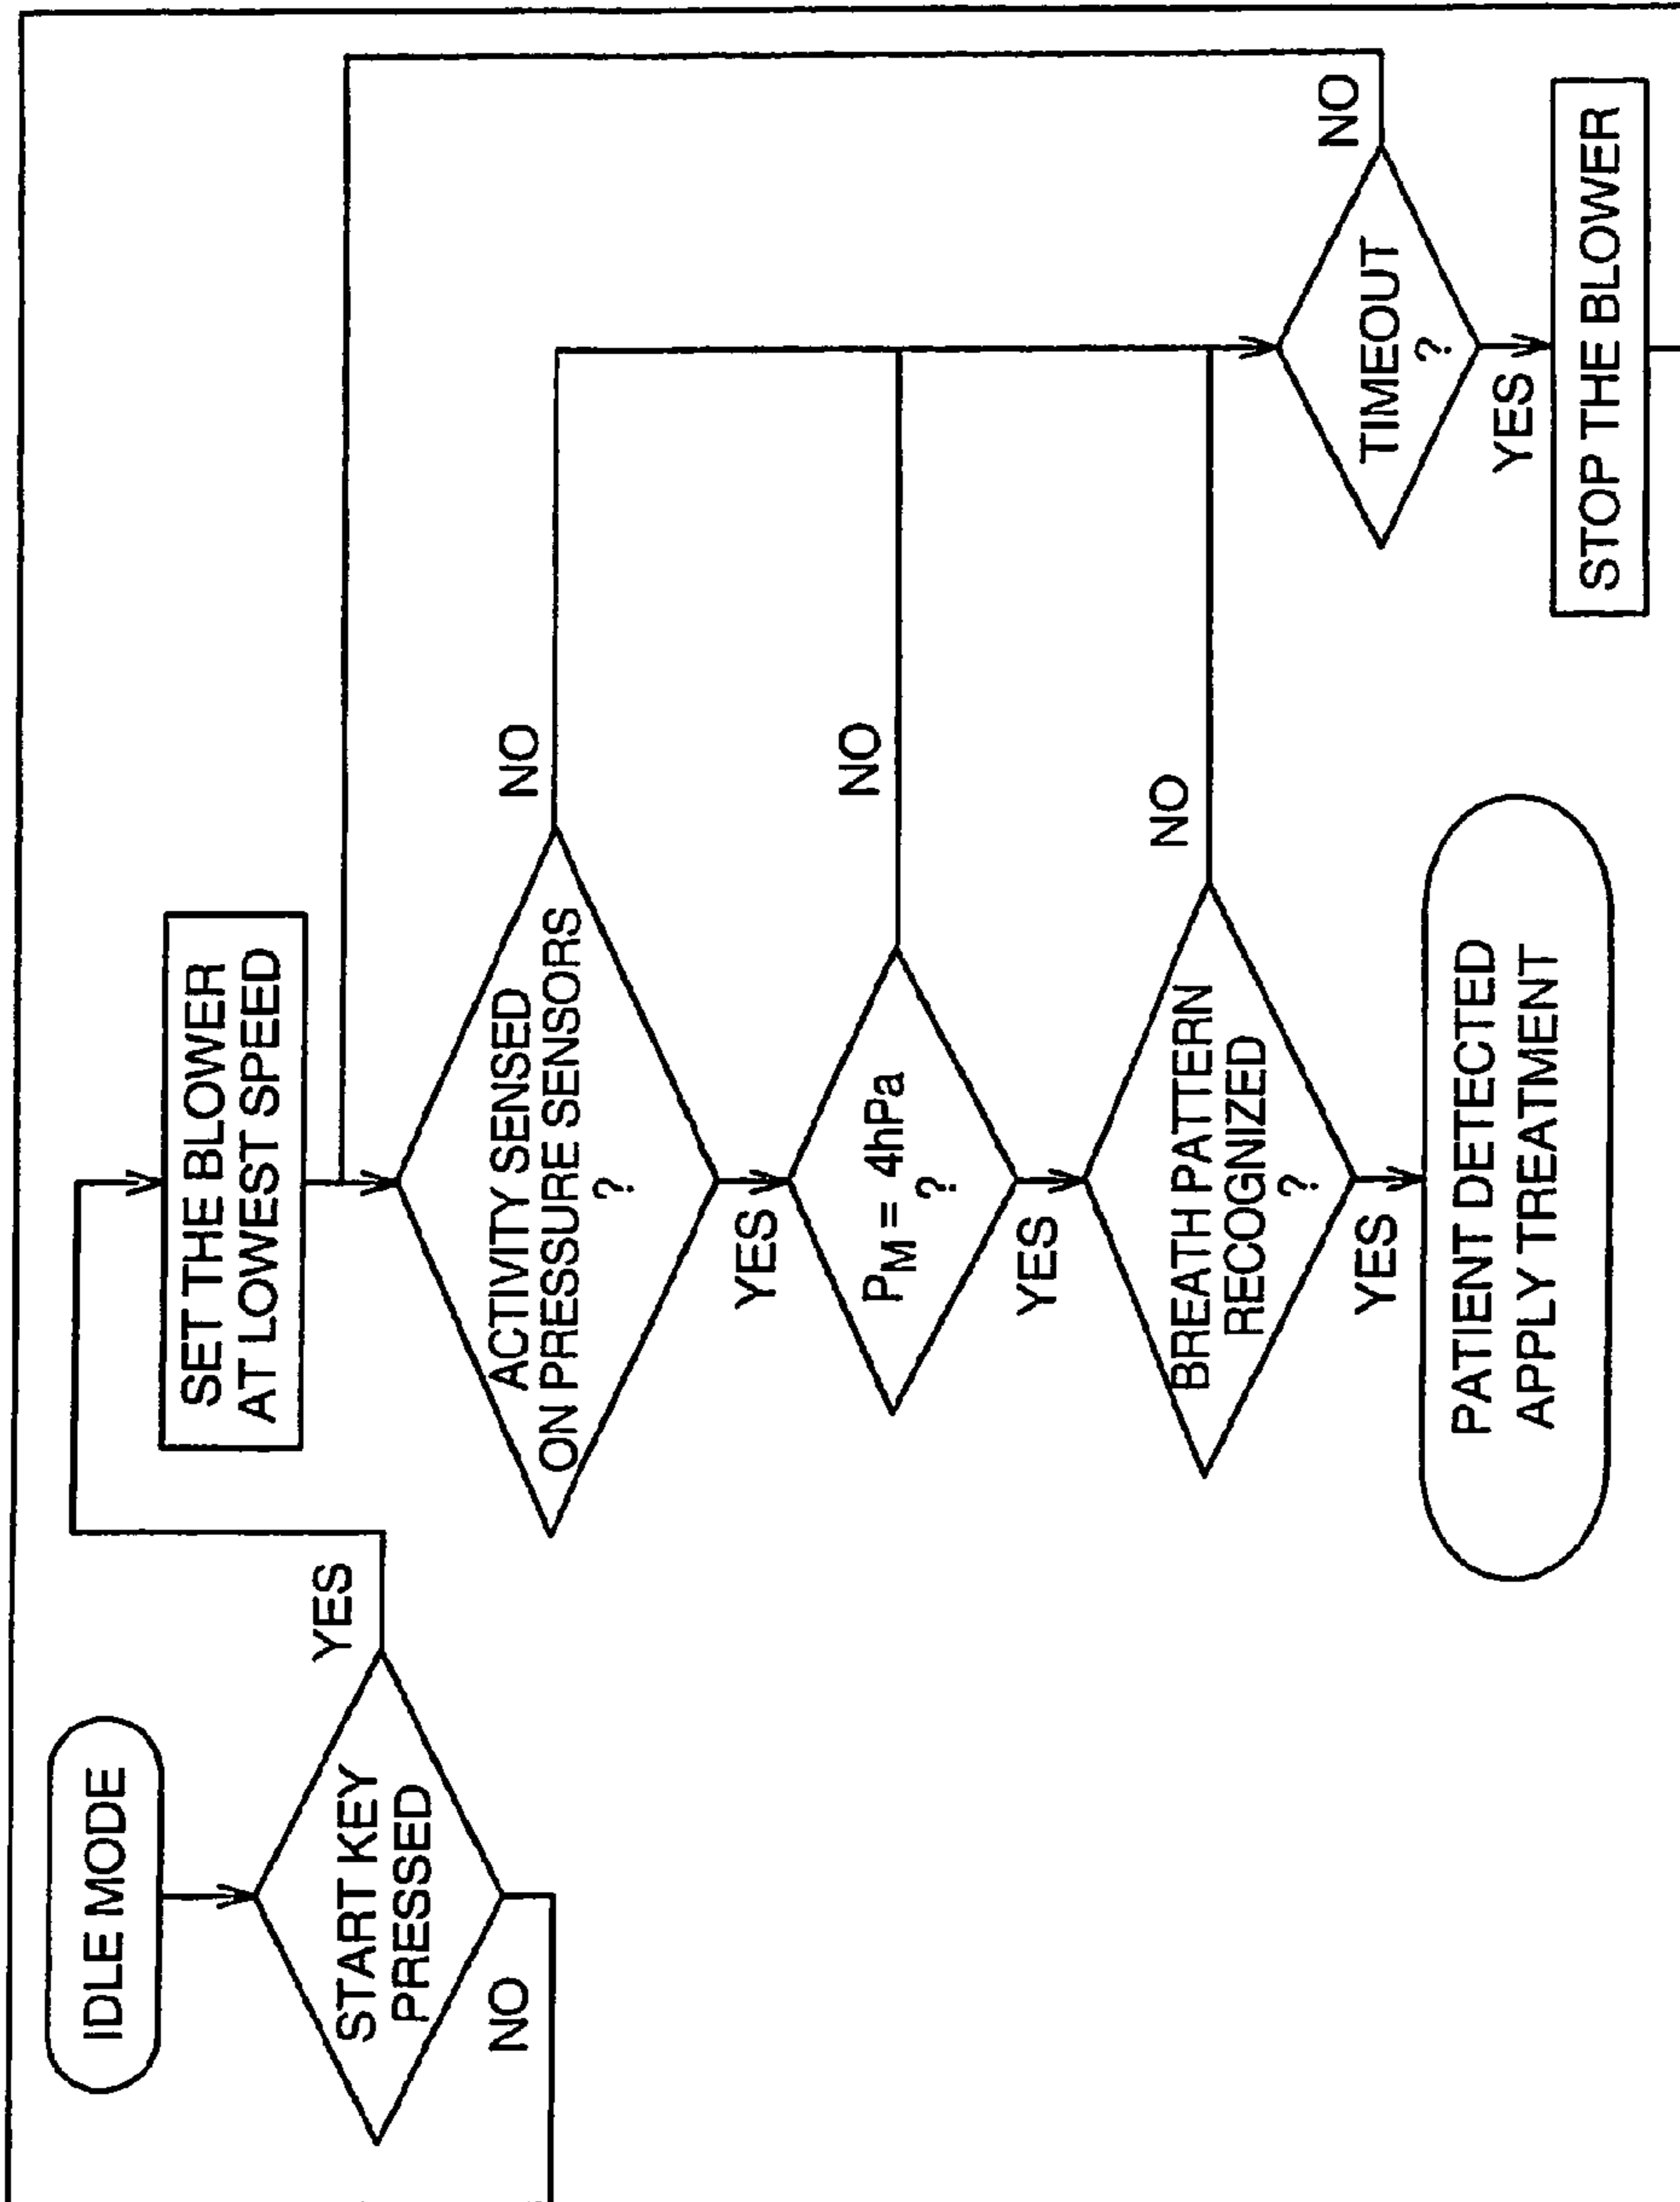 IDLE MODE
START KEY
PRESSED
YES
NO
SET THE BLOWER
AT LOWEST SPEED
ACTIVITY SENSED
ON PRESSURE SENSORS
?
NO
YES
PM = 4hPa
?
NO
YES
BREATH PATTERN
RECOGNIZED
?
NO
YES
PATIENT DETECTED
APPLY TREATMENT
TIMEOUT
?
NO
YES
STOP THE BLOWER